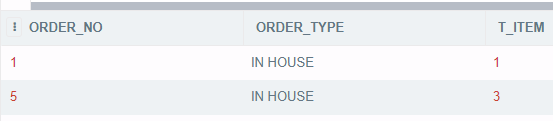 ORDER_NO ORDER_TYPE T_ITEM
1 IN HOUSE 1
5 IN HOUSE 3